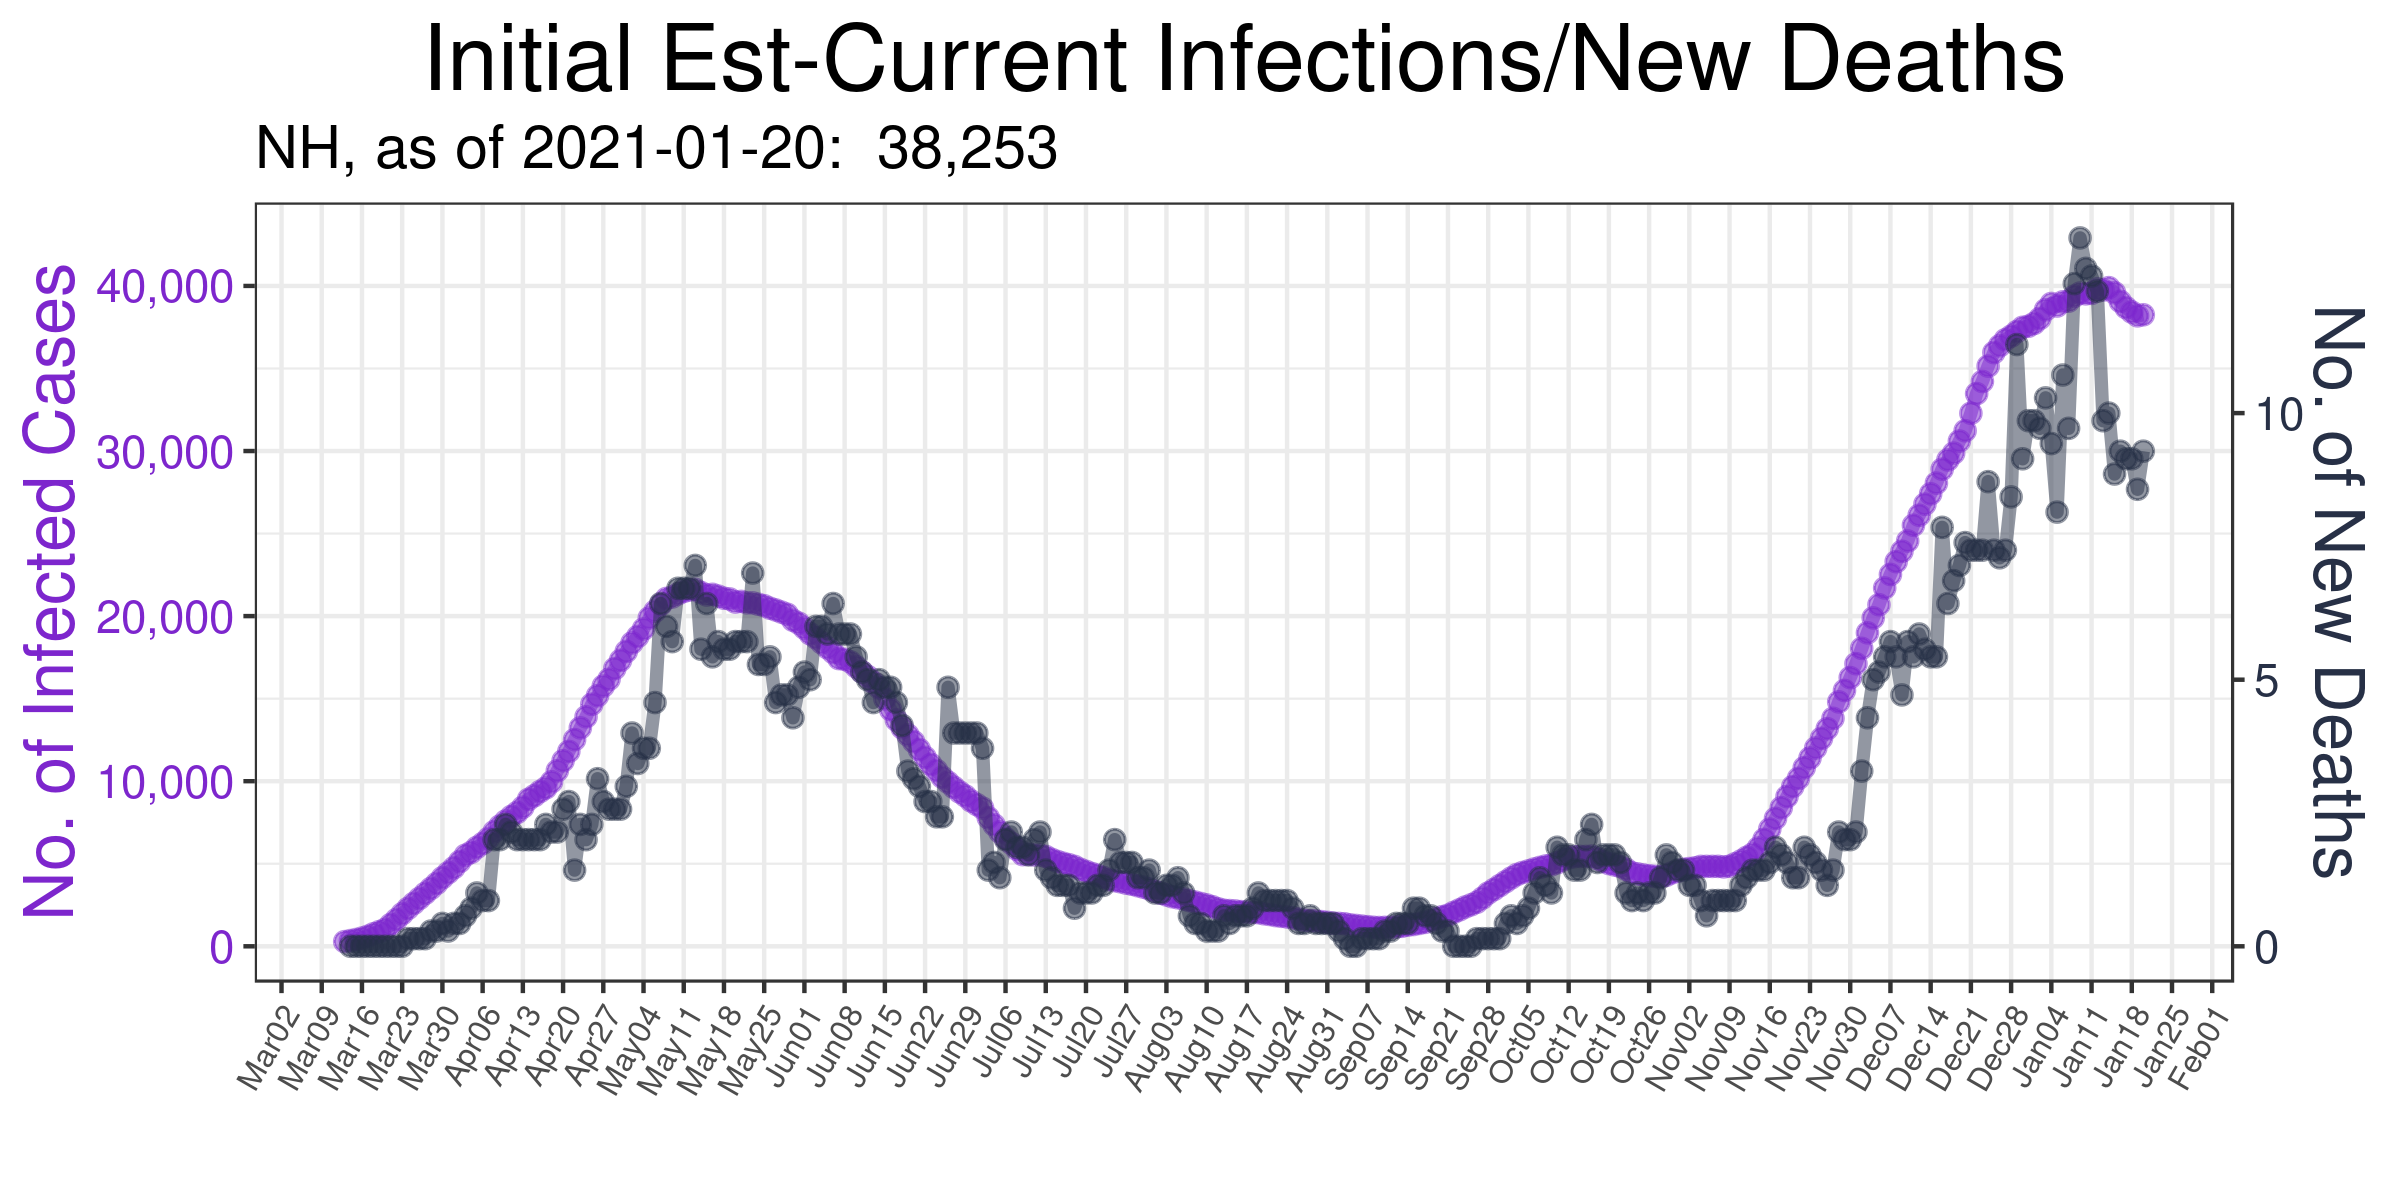 Initial Est-Current Infections/New Deaths
NH, as of 2021-01-20:  38,253
No. of Infected Cases
40,000
30,000
20,000
10,000
0
10
5
0
No. of New Deaths
Mar02
Mar09
Mar16
Mar23
Mar30
Apr06
Apr13
Apr20
Apr27
May04
May11
May18
May25
Jun01
Jun08
Jun15
Jun22
Jun29
Jul06
Jul13
Jul20
Jul27
Aug03
Aug10
Aug17
Aug24
Aug31
Sep07
Sep14
Sep21
Sep28
Oct05
Oct12
Oct19
Oct26
Nov02
Nov09
Nov16
Nov23
Nov30
Dec07
Dec14
Dec21
Dec28
Jan04
Jan11
Jan18
Jan25
Feb01